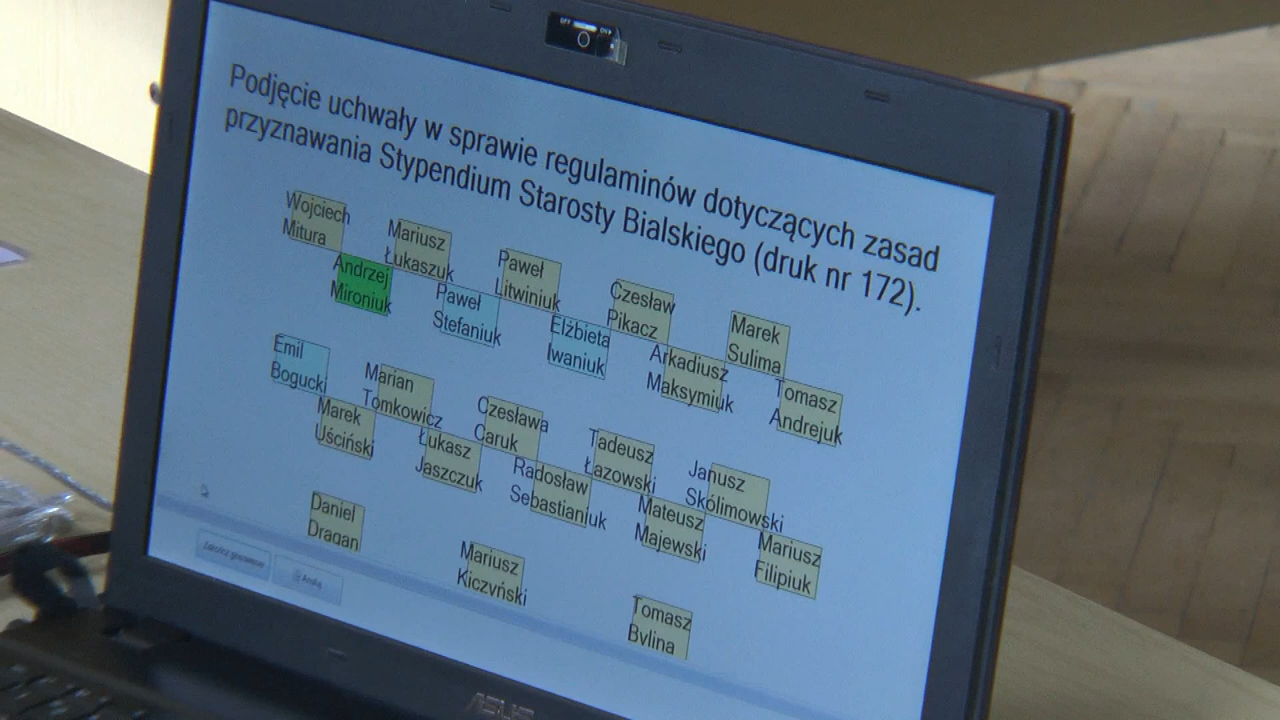 Podjęcie uchwały w sprawie regulaminów dotyczących zasad
przyznawania Stypendium Starosty Bialskiego (druk nr 172).
Wojciech
Mitura
Mariusz
Łukaszuk
Paweł
Litwiniuk
Czesław
Pikacz
Marek
Sulima
Andrzej
Mironiuk
Paweł
Stefaniuk
Elżbieta
Iwaniuk
Arkadiusz
Maksymiuk
Tomasz
Andrejuk
Emil
Bogucki
Marian
Tomkowicz
Czesława
Caruk
Tadeusz
Łazowski
Janusz
Skólimowski
Marek
Uściński
Łukasz
Jaszczuk
Radosław
Sebastianiuk
Mateusz
Majewski
Mariusz
Filipiuk
Daniel
Dragan
Mariusz
Kiczyński
Tomasz
Bylina
Zakończ głosowanie
Anuluj
ASUS